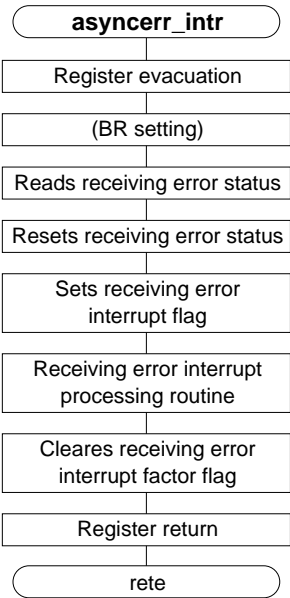 asyncerr_intr
Register evacuation
(BR setting)
Reads receiving error status
Resets receiving error status
Sets receiving error
interrupt flag
Receiving error interrupt
processing routine
Cleares receiving error
interrupt factor flag
Register return
rete